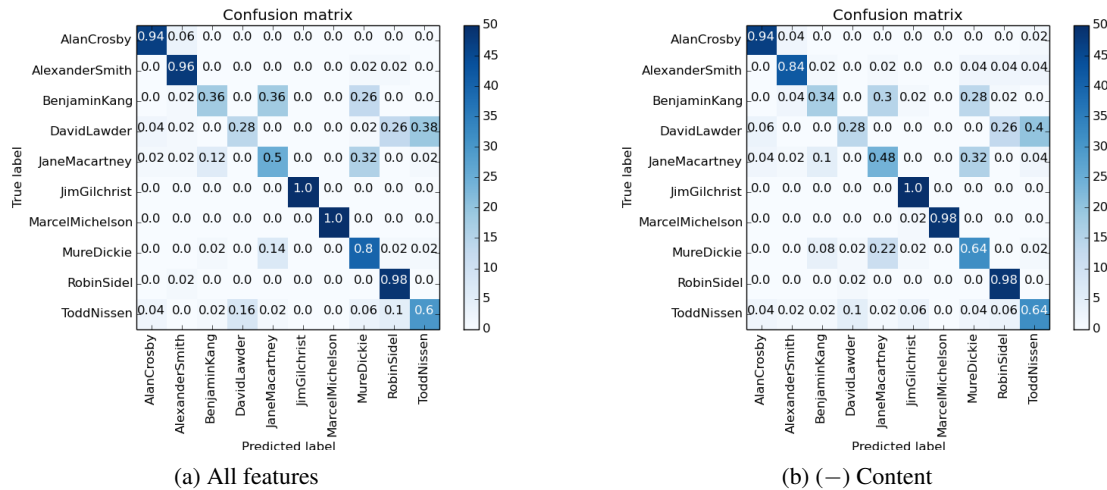 Confusion matrix
AlanCrosby 0.94 0.06 0.0 0.0 0.0 0.0 0.0 0.0 0.0 0.0
AlexanderSmith 0.0 0.96 0.0 0.0 0.0 0.0 0.0 0.02 0.02 0.0
BenjaminKang 0.0 0.02 0.36 0.0 0.36 0.0 0.0 0.26 0.0 0.0
DavidLawder 0.04 0.02 0.0 0.28 0.0 0.0 0.0 0.02 0.26 0.38
JaneMacartney 0.02 0.02 0.12 0.0 0.5 0.0 0.0 0.32 0.0 0.02
JimGilchrist 0.0 0.0 0.0 0.0 0.0 1.0 0.0 0.0 0.0 0.0
MarcelMichelson 0.0 0.0 0.0 0.0 0.0 0.0 1.0 0.0 0.0 0.0
MureDickie 0.0 0.0 0.02 0.0 0.14 0.0 0.0 0.8 0.02 0.02
RobinSidel 0.0 0.02 0.0 0.0 0.0 0.0 0.0 0.0 0.98 0.0
ToddNissen 0.04 0.0 0.02 0.16 0.02 0.0 0.0 0.06 0.1 0.6
True label
AlanCrosby
AlexanderSmith
BenjaminKang
DavidLawder
JaneMacartney
JimGilchrist
MarcelMichelson
MureDickie
RobinSidel
ToddNissen
Predicted label
50
45
40
35
30
25
20
15
10
5
0
(a) All features
Confusion matrix
AlanCrosby 0.94 0.04 0.0 0.0 0.0 0.0 0.0 0.0 0.0 0.02
AlexanderSmith 0.0 0.84 0.02 0.0 0.02 0.0 0.0 0.04 0.04 0.04
BenjaminKang 0.0 0.04 0.34 0.0 0.3 0.02 0.0 0.28 0.02 0.0
DavidLawder 0.06 0.0 0.0 0.28 0.0 0.0 0.0 0.0 0.26 0.4
JaneMacartney 0.04 0.02 0.1 0.0 0.48 0.0 0.0 0.32 0.0 0.04
JimGilchrist 0.0 0.0 0.0 0.0 0.0 1.0 0.0 0.0 0.0 0.0
MarcelMichelson 0.0 0.0 0.0 0.0 0.0 0.02 0.98 0.0 0.0 0.0
MureDickie 0.0 0.0 0.08 0.02 0.22 0.0 0.0 0.64 0.0 0.02
RobinSidel 0.0 0.02 0.0 0.0 0.0 0.0 0.0 0.0 0.98 0.0
ToddNissen 0.04 0.02 0.02 0.1 0.02 0.06 0.0 0.04 0.06 0.64
True label
AlanCrosby
AlexanderSmith
BenjaminKang
DavidLawder
JaneMacartney
JimGilchrist
MarcelMichelson
MureDickie
RobinSidel
ToddNissen
Predicted label
50
45
40
35
30
25
20
15
10
5
0
(b) (−) Content